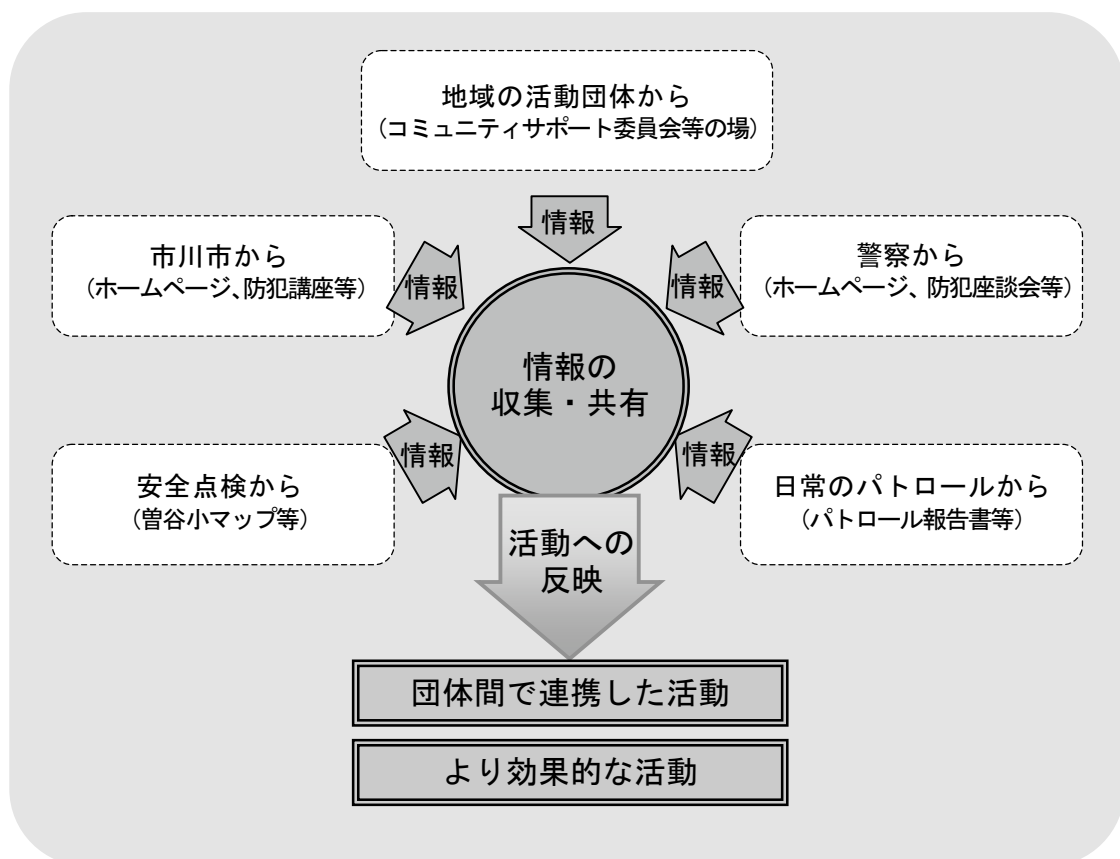 地域の活動団体から
（コミュニティサポート委員会等の場）
情報
市川市から
（ホームページ、防犯講座等）
情報
警察から
（ホームページ、防犯座談会等）
情報
情報の
収集・共有
安全点検から
（曽谷小マップ等）
情報
日常のパトロールから
（パトロール報告書等）
情報
活動への
反映
団体間で連携した活動
より効果的な活動